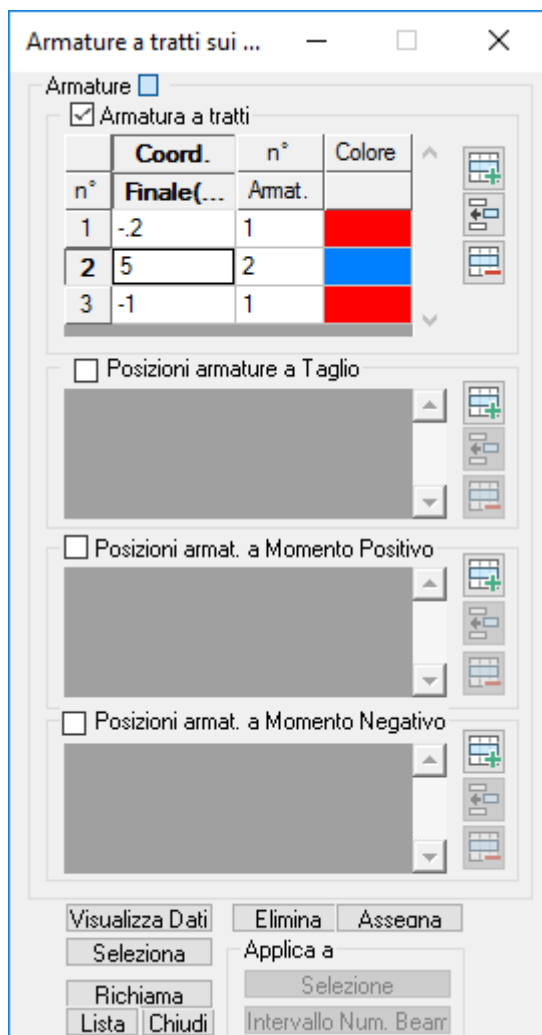 Armature a tratti sui ...
Armature
Armatura a tratti
Coord. n° Colore
n° Finale(... Armat.
1 -.2 1
2 5 2
3 -1 1
Posizioni armature a Taglio
Posizioni armat. a Momento Positivo
Posizioni armat. a Momento Negativo
Visualizza Dati Elimina Assegna
Seleziona Applica a
Selezione
Richiama
Lista Chiudi Intervallo Num. Beam